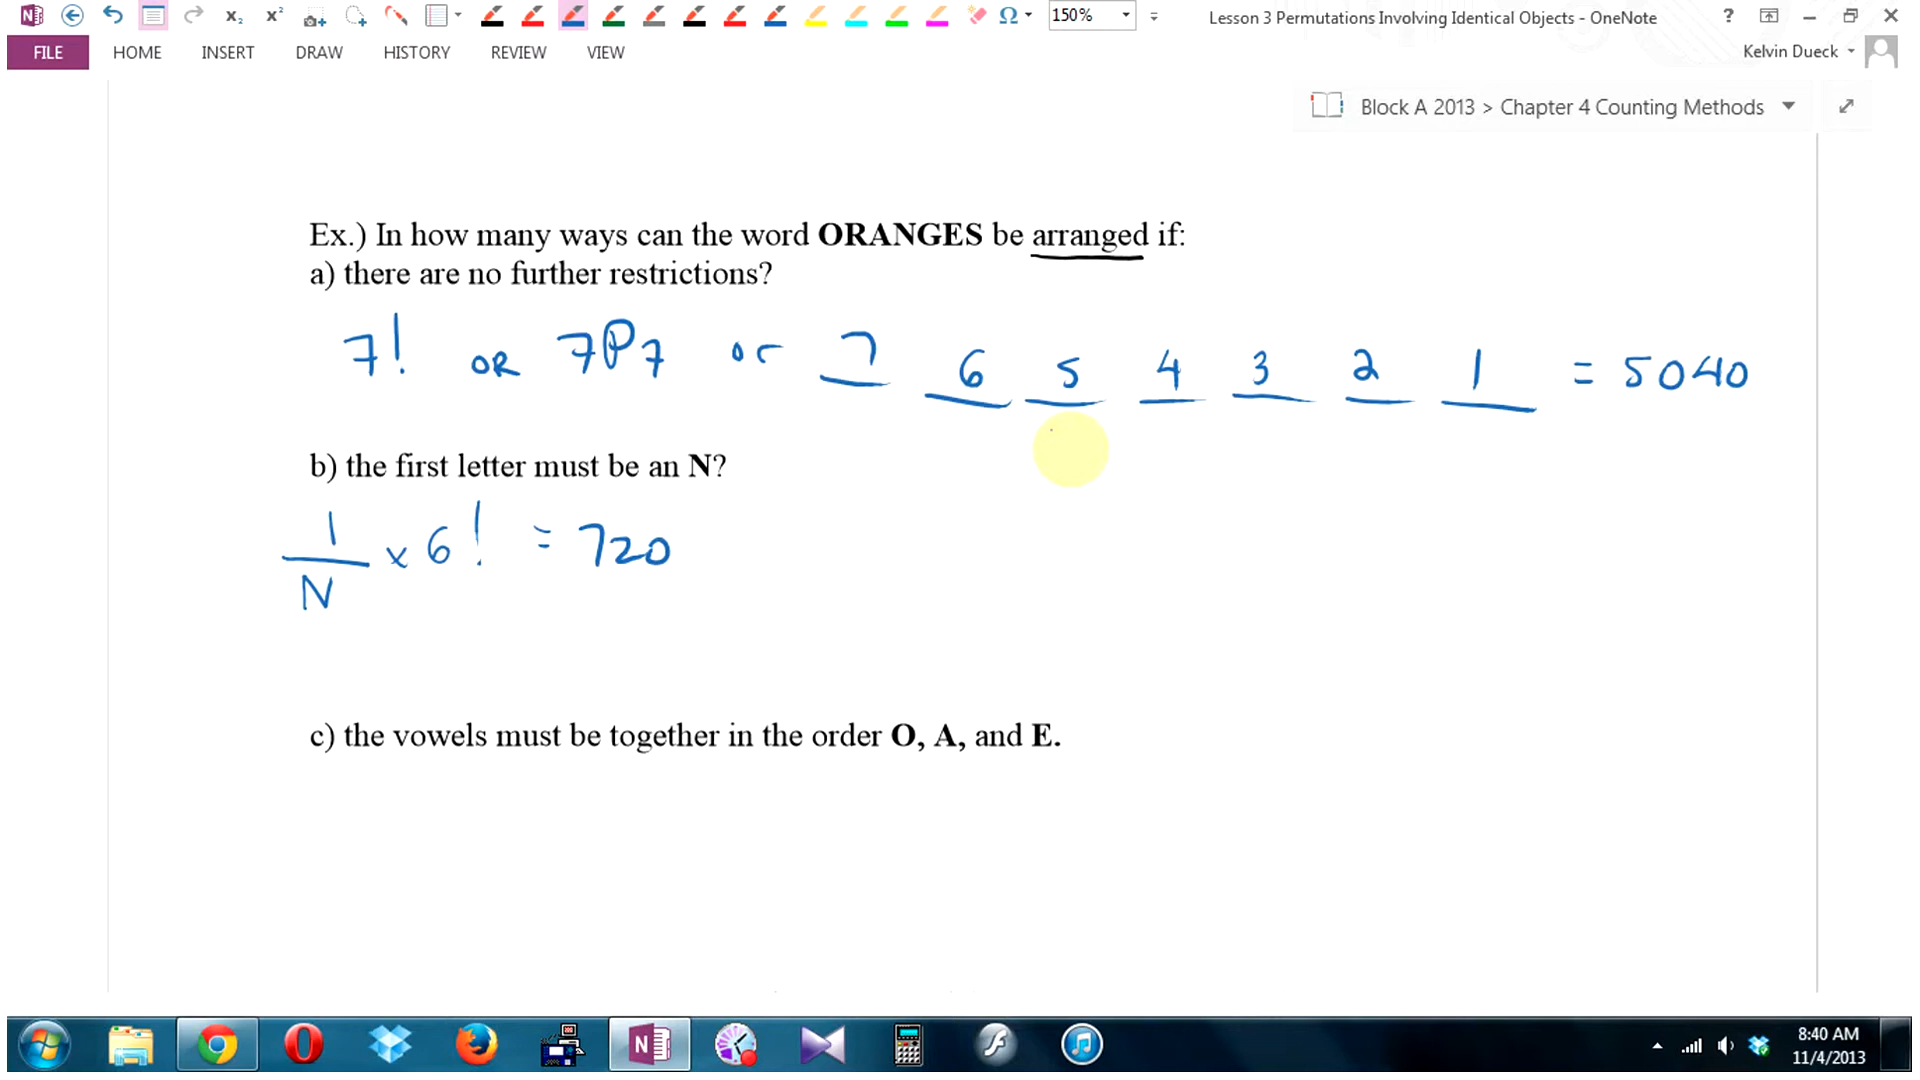 x₂ x² Ω 150% Lesson 3 Permutations Involving Identical Objects - OneNote ?
FILE HOME INSERT DRAW HISTORY REVIEW VIEW Kelvin Dueck
Block A 2013 > Chapter 4 Counting Methods
Ex.) In how many ways can the word ORANGES be arranged if:
a) there are no further restrictions?
7! OR 7P7 or 7 6 5 4 3 2 1 = 5040
b) the first letter must be an N?
1 x 6! = 720
N
c) the vowels must be together in the order O, A, and E.
8:40 AM
11/4/2013